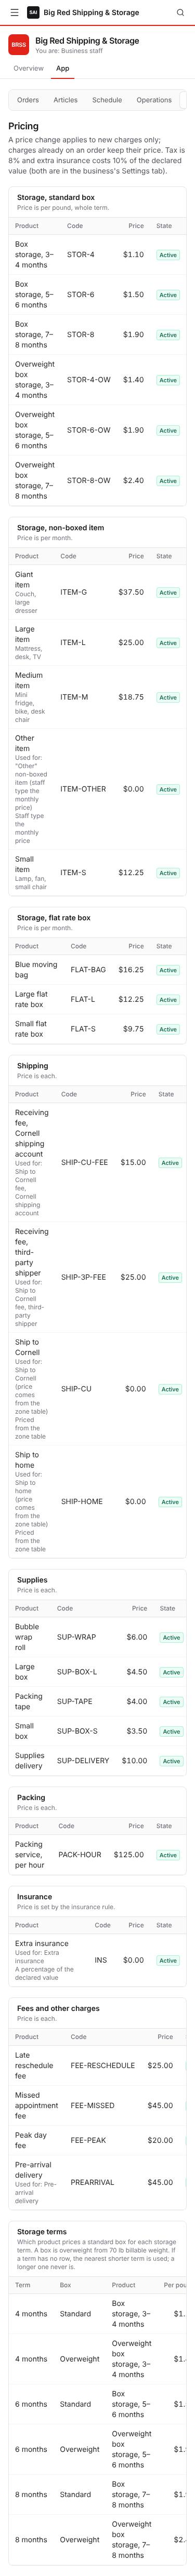 SAI Big Red Shipping & Storage
BRSS
Big Red Shipping & Storage
You are: Business staff
Overview App
Orders Articles Schedule Operations
Pricing
A price change applies to new charges only;
charges already on an order keep their price. Tax is
8% and extra insurance costs 10% of the declared
value (both are in the business's Settings tab).
Storage, standard box
Price is per pound, whole term.
Product Code Price State
Box
storage, 3–
4 months
STOR-4 $1.10 Active
Box
storage, 5–
6 months
STOR-6 $1.50 Active
Box
storage, 7–
8 months
STOR-8 $1.90 Active
Overweight
box
storage, 3–
4 months
STOR-4-OW $1.40 Active
Overweight
box
storage, 5–
6 months
STOR-6-OW $1.90 Active
Overweight
box
storage, 7–
8 months
STOR-8-OW $2.40 Active
Storage, non-boxed item
Price is per month.
Product Code Price State
Giant
item
Couch,
large
dresser
ITEM-G $37.50 Active
Large
item
Mattress,
desk, TV
ITEM-L $25.00 Active
Medium
item
Mini
fridge,
bike, desk
chair
ITEM-M $18.75 Active
Other
item
Used for:
"Other"
non-boxed
item (staff
type the
monthly
price)
Staff type
the
monthly
price
ITEM-OTHER $0.00 Active
Small
item
Lamp, fan,
small chair
ITEM-S $12.25 Active
Storage, flat rate box
Price is per month.
Product Code Price State
Blue moving
bag
FLAT-BAG $16.25 Active
Large flat
rate box
FLAT-L $12.25 Active
Small flat
rate box
FLAT-S $9.75 Active
Shipping
Price is each.
Product Code Price State
Receiving
fee,
Cornell
shipping
account
Used for:
Ship to
Cornell
fee,
Cornell
shipping
account
SHIP-CU-FEE $15.00 Active
Receiving
fee,
third-
party
shipper
Used for:
Ship to
Cornell
fee, third-
party
shipper
SHIP-3P-FEE $25.00 Active
Ship to
Cornell
Used for:
Ship to
Cornell
(price
comes
from the
zone table)
Priced
from the
zone table
SHIP-CU $0.00 Active
Ship to
home
Used for:
Ship to
home
(price
comes
from the
zone table)
Priced
from the
zone table
SHIP-HOME $0.00 Active
Supplies
Price is each.
Product Code Price State
Bubble
wrap
roll
SUP-WRAP $6.00 Active
Large
box
SUP-BOX-L $4.50 Active
Packing
tape
SUP-TAPE $4.00 Active
Small
box
SUP-BOX-S $3.50 Active
Supplies
delivery
SUP-DELIVERY $10.00 Active
Packing
Price is each.
Product Code Price State
Packing
service,
per hour
PACK-HOUR $125.00 Active
Insurance
Price is set by the insurance rule.
Product Code Price State
Extra insurance
Used for: Extra
insurance
A percentage of the
declared value
INS $0.00 Active
Fees and other charges
Price is each.
Product Code Price
Late
reschedule
fee
FEE-RESCHEDULE $25.00
Missed
appointment
fee
FEE-MISSED $45.00
Peak day
fee
FEE-PEAK $20.00
Pre-arrival
delivery
Used for: Pre-
arrival
delivery
PREARRIVAL $45.00
Storage terms
Which product prices a standard box for each storage
term. A box is overweight from 70 lb billable weight. If
a term has no row, the nearest shorter term is used; a
longer one never is.
Term Box Product Per pou
4 months Standard
Box
storage, 3–
4 months
$1.
4 months Overweight
Overweight
box
storage, 3–
4 months
$1.
6 months Standard
Box
storage, 5–
6 months
$1.
6 months Overweight
Overweight
box
storage, 5–
6 months
$1.
8 months Standard
Box
storage, 7–
8 months
$1.
8 months Overweight
Overweight
box
storage, 7–
8 months
$2.